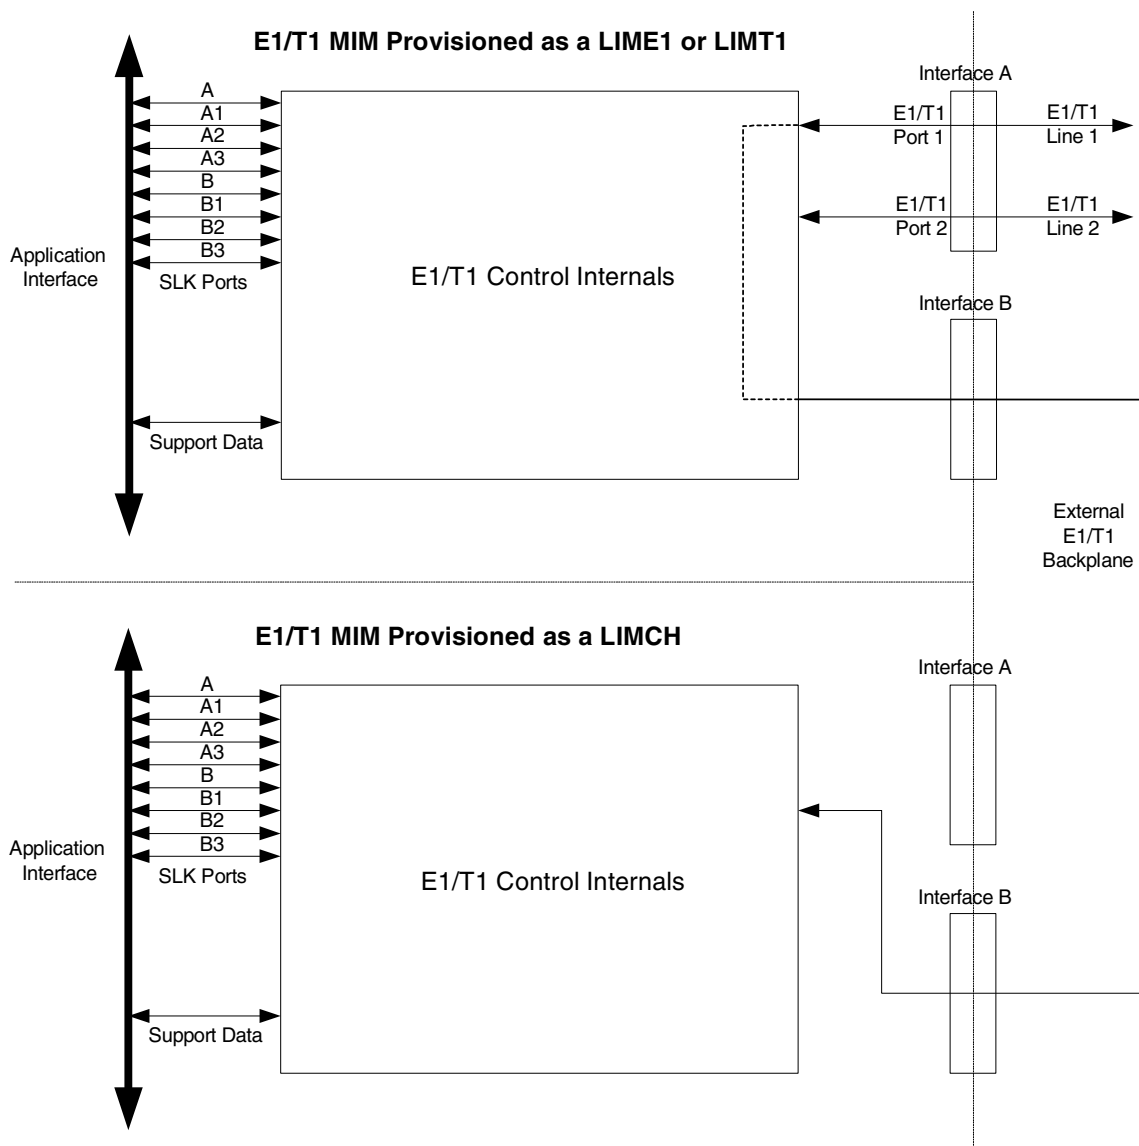 E1/T1 MIM Provisioned as a LIME1 or LIMT1
Application
Interface
A
A1
A2
A3
B
B1
B2
B3
SLK Ports
Support Data
E1/T1 Control Internals
Interface A
E1/T1
Port 1
E1/T1
Line 1
E1/T1
Port 2
E1/T1
Line 2
Interface B
External
E1/T1
Backplane
E1/T1 MIM Provisioned as a LIMCH
Application
Interface
A
A1
A2
A3
B
B1
B2
B3
SLK Ports
Support Data
E1/T1 Control Internals
Interface A
Interface B